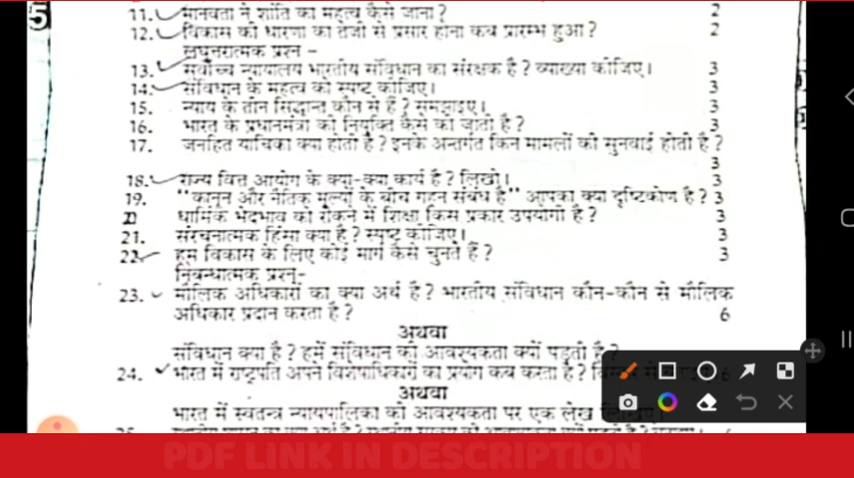 5
11. मानवता ने शांति का महत्व कैसे जाना? 2
12. विकास की धारणा का तेजी से प्रसार होना कब प्रारम्भ हुआ? 2
लघुत्तरात्मक प्रश्न –
13. सर्वोच्च न्यायालय भारतीय संविधान का संरक्षक है? व्याख्या कीजिए। 3
14. संविधान के महत्व को स्पष्ट कीजिए। 3
15. न्याय के तीन सिद्धान्त कौन से हैं? समझाइए। 3
16. भारत के प्रधानमंत्री की नियुक्ति कैसे की जाती है? 3
17. जनहित याचिका क्या होती है? इनके अन्तर्गत किन मामलों की सुनवाई होती है?
3
18. राज्य वित्त आयोग के क्या-क्या कार्य है? लिखो। 3
19. "कानून और नैतिक मूल्यों के बीच गहन संबंध है" आपका क्या दृष्टिकोण है? 3
20 धार्मिक भेदभाव को रोकने में शिक्षा किस प्रकार उपयोगी है? 3
21. संरचनात्मक हिंसा क्या है? स्पष्ट कीजिए। 3
22. हम विकास के लिए कोई मार्ग कैसे चुनते हैं? 3
निबन्धात्मक प्रश्न–
23. मौलिक अधिकारों का क्या अर्थ है? भारतीय संविधान कौन-कौन से मौलिक
अधिकार प्रदान करता है? 6
अथवा
संविधान क्या है? हमें संविधान की आवश्यकता क्यों पड़ती है?
24. भारत में राष्ट्रपति अपने विशेषाधिकारों का प्रयोग कब करता है? 6
अथवा
भारत में स्वतन्त्र न्यायपालिका की आवश्यकता पर एक लेख लिखिए।
PDF LINK IN DESCRIPTION